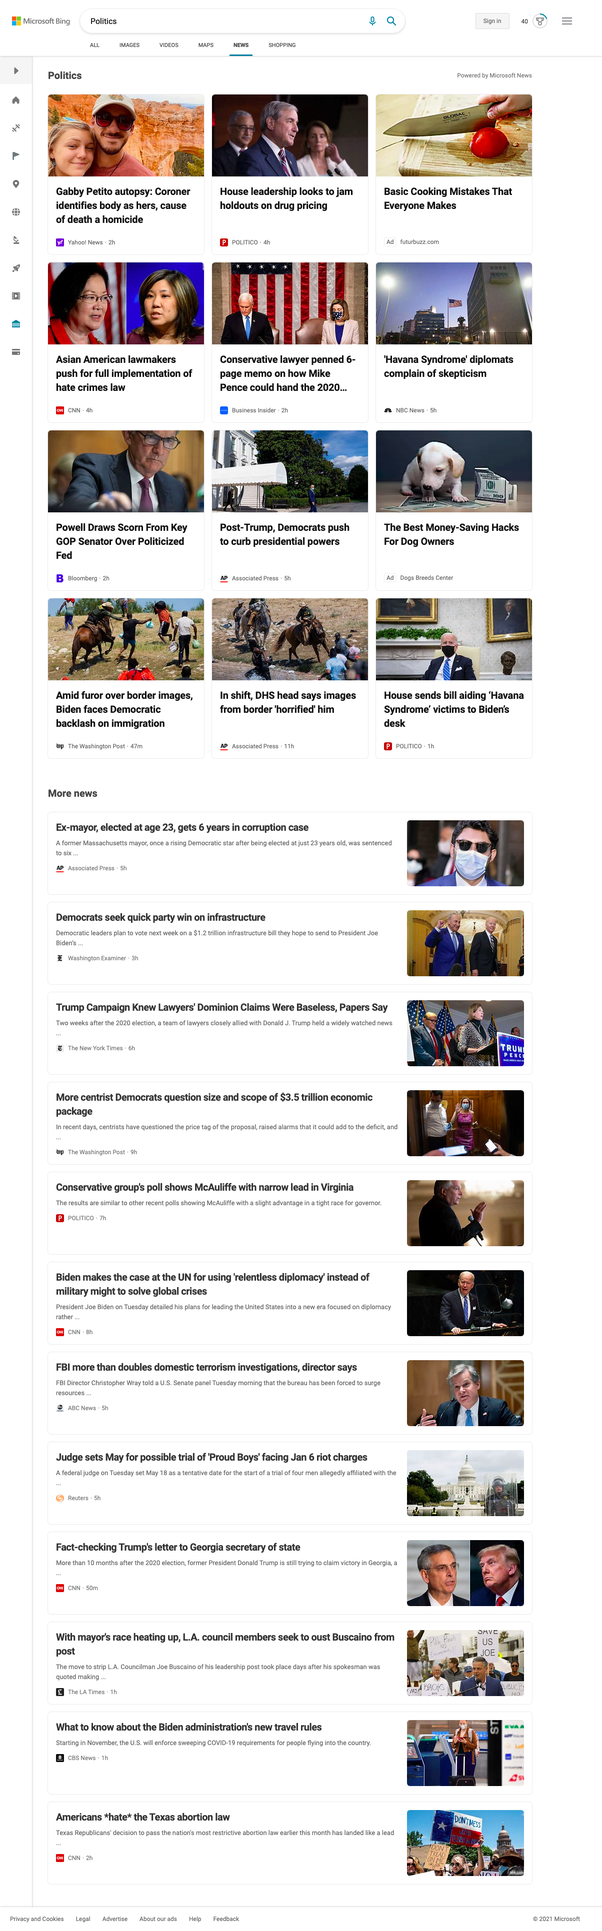 Microsoft Bing
Politics
Sign in
40
ALL
IMAGES
VIDEOS
MAPS
NEWS
SHOPPING
Politics
Powered by Microsoft News
Gabby Petito autopsy: Coroner
identifies body as hers, cause
of death a homicide
Yahoo! News · 2h
House leadership looks to jam
holdouts on drug pricing
POLITICO · 4h
GLOBAL
Basic Cooking Mistakes That
Everyone Makes
Ad futurbuzz.com
Asian American lawmakers
push for full implementation of
hate crimes law
CNN · 4h
Conservative lawyer penned 6-
page memo on how Mike
Pence could hand the 2020...
Business Insider · 2h
'Havana Syndrome' diplomats
complain of skepticism
NBC News · 5h
Powell Draws Scorn From Key
GOP Senator Over Politicized
Fed
Bloomberg · 2h
Post-Trump, Democrats push
to curb presidential powers
AP Associated Press · 5h
The Best Money-Saving Hacks
For Dog Owners
Ad Dogs Breeds Center
Amid furor over border images,
Biden faces Democratic
backlash on immigration
wp The Washington Post · 47m
In shift, DHS head says images
from border 'horrified' him
AP Associated Press · 11h
House sends bill aiding 'Havana
Syndrome' victims to Biden's
desk
POLITICO · 1h
More news
Ex-mayor, elected at age 23, gets 6 years in corruption case
A former Massachusetts mayor, once a rising Democratic star after being elected at just 23 years old, was sentenced
to six ...
AP Associated Press · 5h
Democrats seek quick party win on infrastructure
Democratic leaders plan to vote next week on a $1.2 trillion infrastructure bill they hope to send to President Joe
Biden's ...
Washington Examiner · 3h
Trump Campaign Knew Lawyers' Dominion Claims Were Baseless, Papers Say
Two weeks after the 2020 election, a team of lawyers closely allied with Donald J. Trump held a widely watched news
...
The New York Times · 6h
TRUMP
PENCE
More centrist Democrats question size and scope of $3.5 trillion economic
package
In recent days, centrists have questioned the price tag of the proposal, raised alarms that it could add to the deficit, and
...
wp The Washington Post · 9h
Conservative group's poll shows McAuliffe with narrow lead in Virginia
The results are similar to other recent polls showing McAuliffe with a slight advantage in a tight race for governor.
POLITICO · 7h
Biden makes the case at the UN for using 'relentless diplomacy' instead of
military might to solve global crises
President Joe Biden on Tuesday detailed his plans for leading the United States into a new era focused on diplomacy
rather ...
CNN · 8h
FBI more than doubles domestic terrorism investigations, director says
FBI Director Christopher Wray told a U.S. Senate panel Tuesday morning that the bureau has been forced to surge
resources ...
ABC News · 5h
Judge sets May for possible trial of 'Proud Boys' facing Jan 6 riot charges
A federal judge on Tuesday set May 18 as a tentative date for the start of a trial of four men allegedly affiliated with the
...
Reuters · 5h
Fact-checking Trump's letter to Georgia secretary of state
More than 10 months after the 2020 election, former President Donald Trump is still trying to claim victory in Georgia, a
...
CNN · 50m
With mayor's race heating up, L.A. council members seek to oust Buscaino from
post
The move to strip L.A. Councilman Joe Buscaino of his leadership post took place days after his spokesman was
quoted making ...
The LA Times · 1h
SAVE
US
JOE
What to know about the Biden administration's new travel rules
Starting in November, the U.S. will enforce sweeping COVID-19 requirements for people flying into the country.
CBS News · 1h
Americans *hate* the Texas abortion law
Texas Republicans' decision to pass the nation's most restrictive abortion law earlier this month has landed like a lead
...
CNN · 2h
Privacy and Cookies
Legal
Advertise
About our ads
Help
Feedback
© 2021 Microsoft